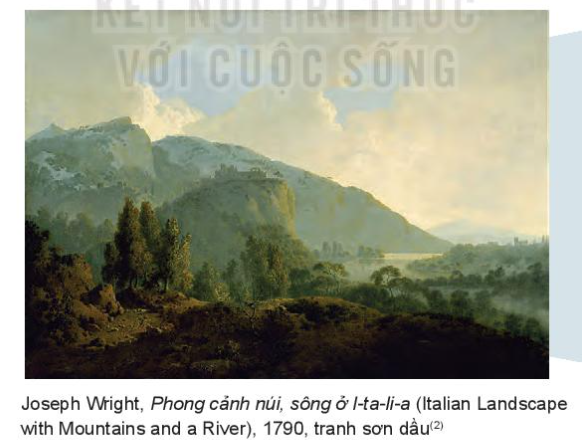 KẾT NỐI TRI THỨC
VỚI CUỘC SỐNG
Joseph Wright, Phong cảnh núi, sông ở I-ta-li-a (Italian Landscape
with Mountains and a River), 1790, tranh sơn dầu(2)